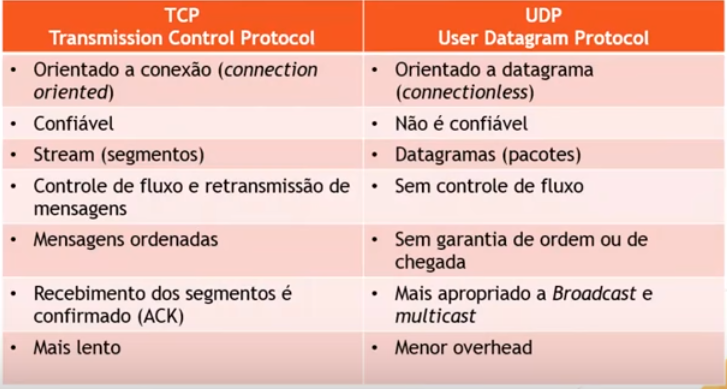 TCP
Transmission Control Protocol
UDP
User Datagram Protocol
• Orientado a conexão (connection
oriented)
• Orientado a datagrama
(connectionless)
• Confiável
• Não é confiável
• Stream (segmentos)
• Datagramas (pacotes)
• Controle de fluxo e retransmissão de
mensagens
• Sem controle de fluxo
• Mensagens ordenadas
• Sem garantia de ordem ou de
chegada
• Recebimento dos segmentos é
confirmado (ACK)
• Mais apropriado a Broadcast e
multicast
• Mais lento
• Menor overhead